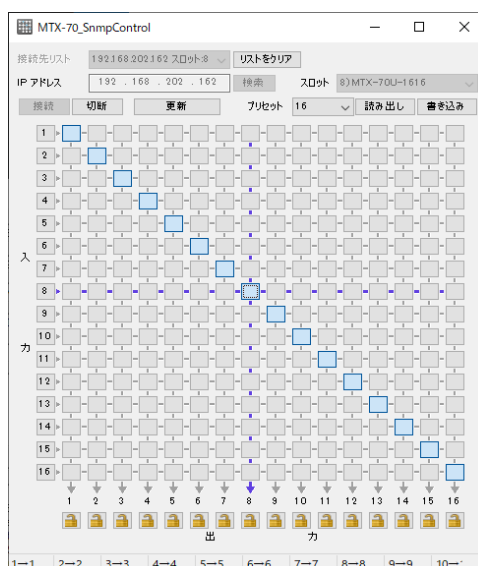 MTX-70_SnmpControl
接続先リスト 192.168.202.162 スロット:8 リストをクリア
IP アドレス 192 . 168 . 202 . 162 検索 スロット 8)MTX-70U-1616
接続 切断 更新 プリセット 16 読み出し 書き込み
1
2
3
4
5
6
入
7
8
9
力 10
11
12
13
14
15
16
1 2 3 4 5 6 7 8 9 10 11 12 13 14 15 16
出 力
1→1 2→2 3→3 4→4 5→5 6→6 7→7 8→8 9→9 10→